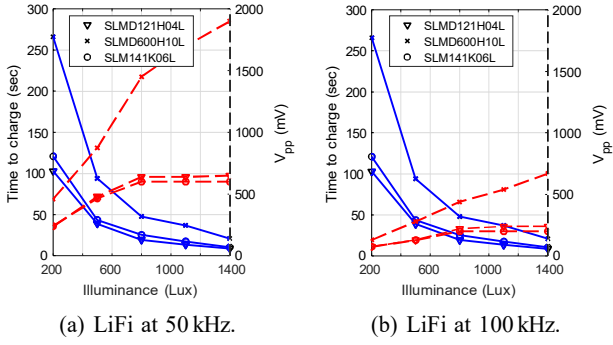 300
250
200
150
100
50
0
Time to charge (sec)
SLMD121H04L
SLMD600H10L
SLM141K06L
2000
1500
1000
500
0
V_pp (mV)
200 600 1000 1400
Illuminance (Lux)
(a) LiFi at 50 kHz.
300
250
200
150
100
50
0
Time to charge (sec)
SLMD121H04L
SLMD600H10L
SLM141K06L
2000
1500
1000
500
0
V_pp (mV)
200 600 1000 1400
Illuminance (Lux)
(b) LiFi at 100 kHz.